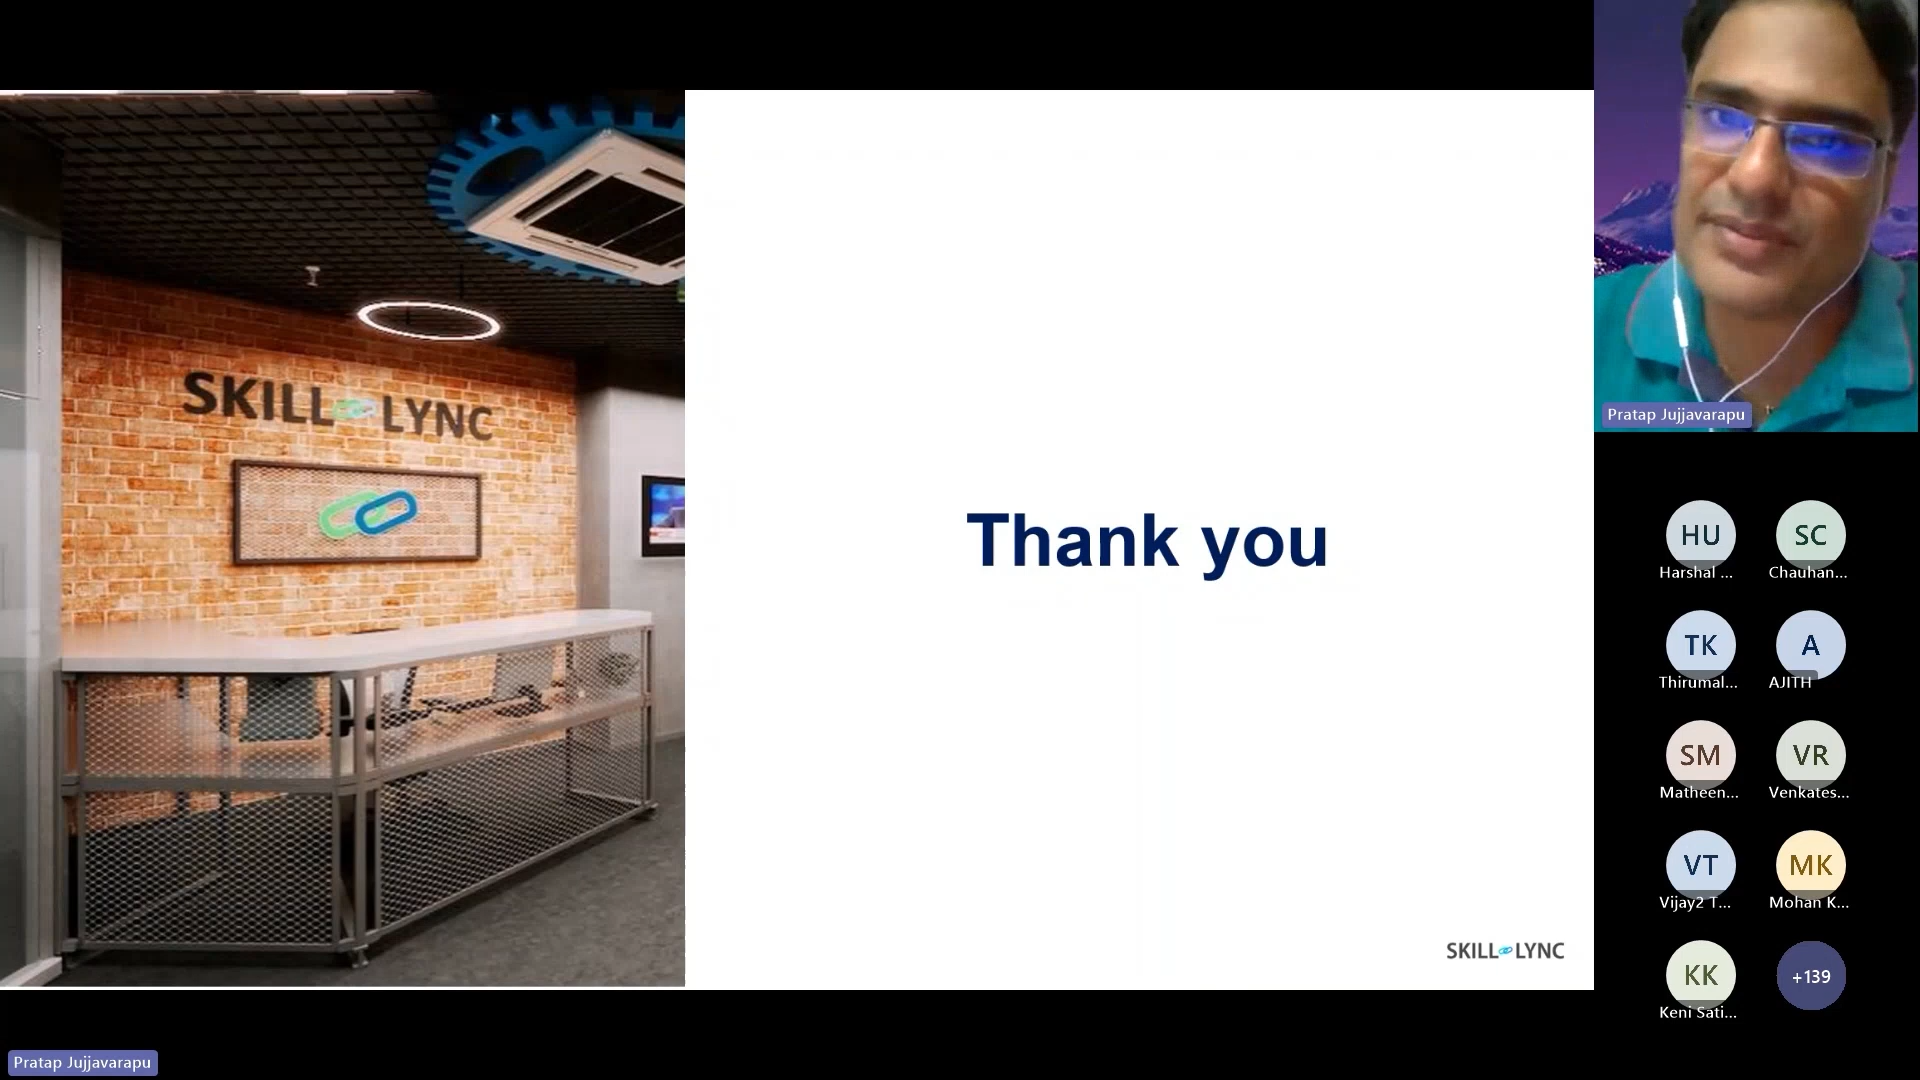 SKILL LYNC
Thank you
SKILL LYNC
Pratap Jujjavarapu
HU
Harshal ...
SC
Chauhan...
TK
Thirumal...
A
AJITH
SM
Matheen...
VR
Venkates...
VT
Vijay2 T...
MK
Mohan K...
KK
Keni Sati...
+139
Pratap Jujjavarapu